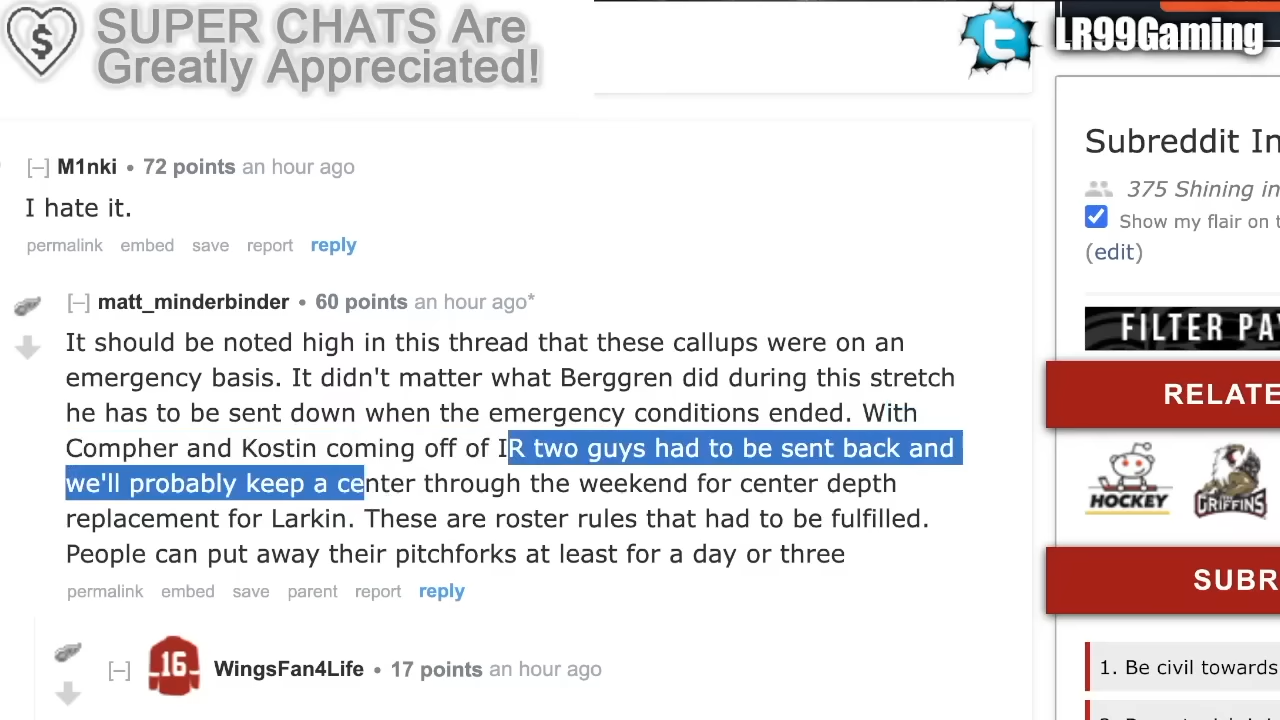 SUPER CHATS Are
Greatly Appreciated!
LR99Gaming
[–] M1nki • 72 points an hour ago
I hate it.
permalink embed save report reply
[–] matt_minderbinder • 60 points an hour ago*
It should be noted high in this thread that these callups were on an
emergency basis. It didn't matter what Berggren did during this stretch
he has to be sent down when the emergency conditions ended. With
Compher and Kostin coming off of IR two guys had to be sent back and
we'll probably keep a center through the weekend for center depth
replacement for Larkin. These are roster rules that had to be fulfilled.
People can put away their pitchforks at least for a day or three
permalink embed save parent report reply
[–] 16 WingsFan4Life • 17 points an hour ago
Subreddit In
375 Shining in
Show my flair on t
(edit)
FILTER PA
RELATE
HOCKEY
GRIFFINS
SUBR
1. Be civil towards